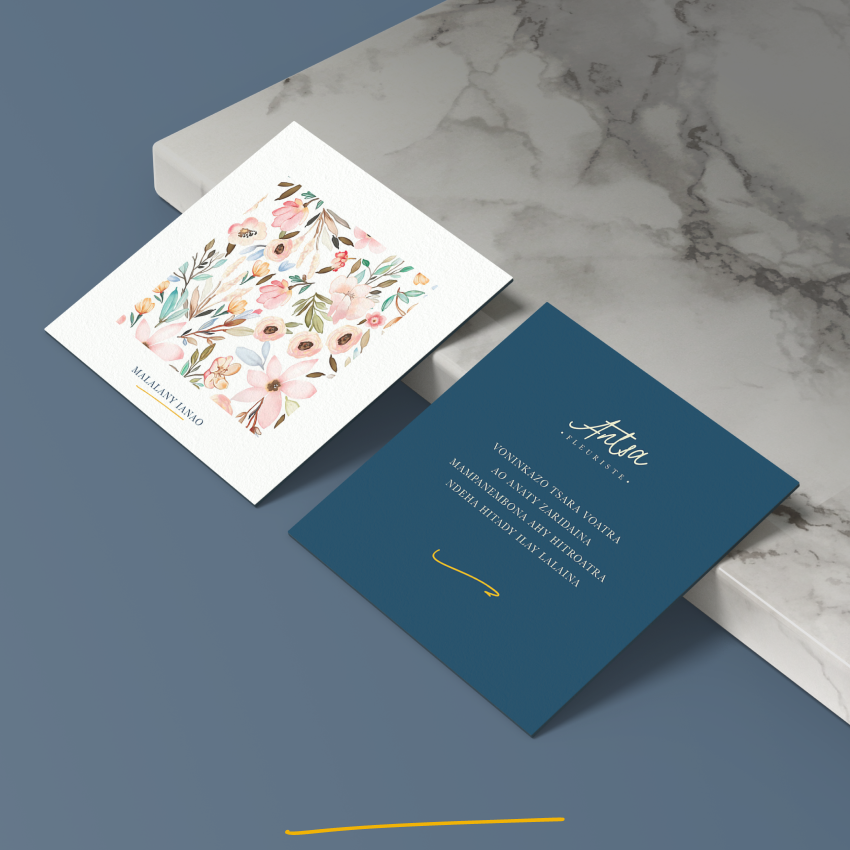 MALALANY IANAO
Antsa
• FLEURISTE •
VONINKAZO TSARA VOATRA
AO ANATY ZARIDAINA
MAMPANEMBONA AHY HITROATRA
NDEHA HITADY ILAY LALAINA